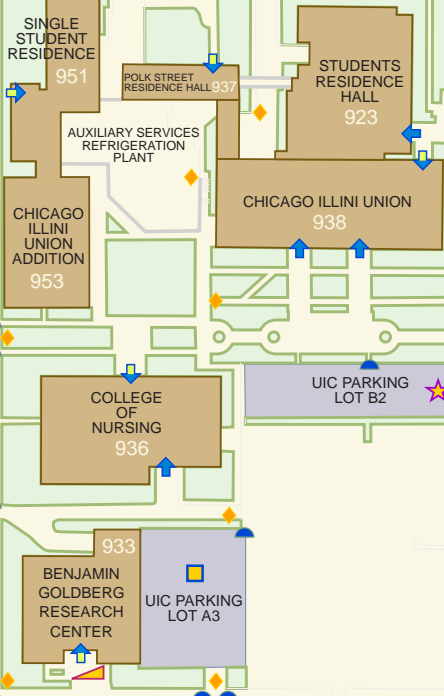 SINGLE
STUDENT
RESIDENCE
951
POLK STREET
RESIDENCE HALL 937
STUDENTS
RESIDENCE
HALL
923
AUXILIARY SERVICES
REFRIGERATION
PLANT
CHICAGO
ILLINI
UNION
ADDITION
953
CHICAGO ILLINI UNION
938
UIC PARKING
LOT B2
COLLEGE
OF
NURSING
936
933
BENJAMIN
GOLDBERG
RESEARCH
CENTER
UIC PARKING
LOT A3